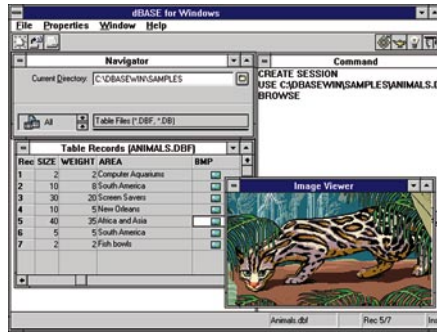 dBASE for Windows
File Properties Window Help
Navigator
Current Directory: C:\DBASEWIN\SAMPLES
All Table Files (*.DBF, *.DB)
Command
CREATE SESSION
USE C:\DBASEWIN\SAMPLES\ANIMALS.D
BROWSE
Table Records (ANIMALS.DBF)
Rec SIZE WEIGHT AREA BMP
1 2 2 Computer Aquariums
2 10 8 South America
3 30 20 Screen Savers
4 10 5 New Orleans
5 40 35 Africa and Asia
6 5 5 South America
7 2 2 Fish bowls
Image Viewer
Animals.dbf Rec 5/7 Ins